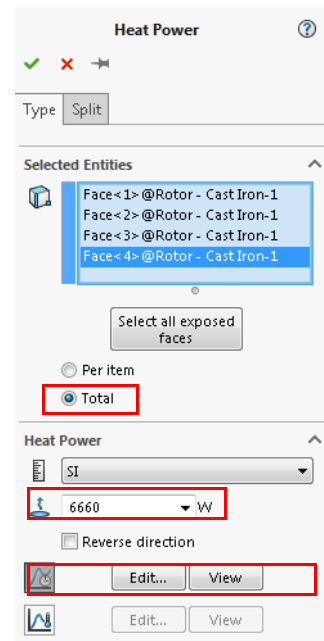 Heat Power
Type Split
Selected Entities
Face<1>@Rotor - Cast Iron-1
Face<2>@Rotor - Cast Iron-1
Face<3>@Rotor - Cast Iron-1
Face<4>@Rotor - Cast Iron-1
Select all exposed
faces
Per item
Total
Heat Power
SI
6660 W
Reverse direction
Edit... View
Edit... View